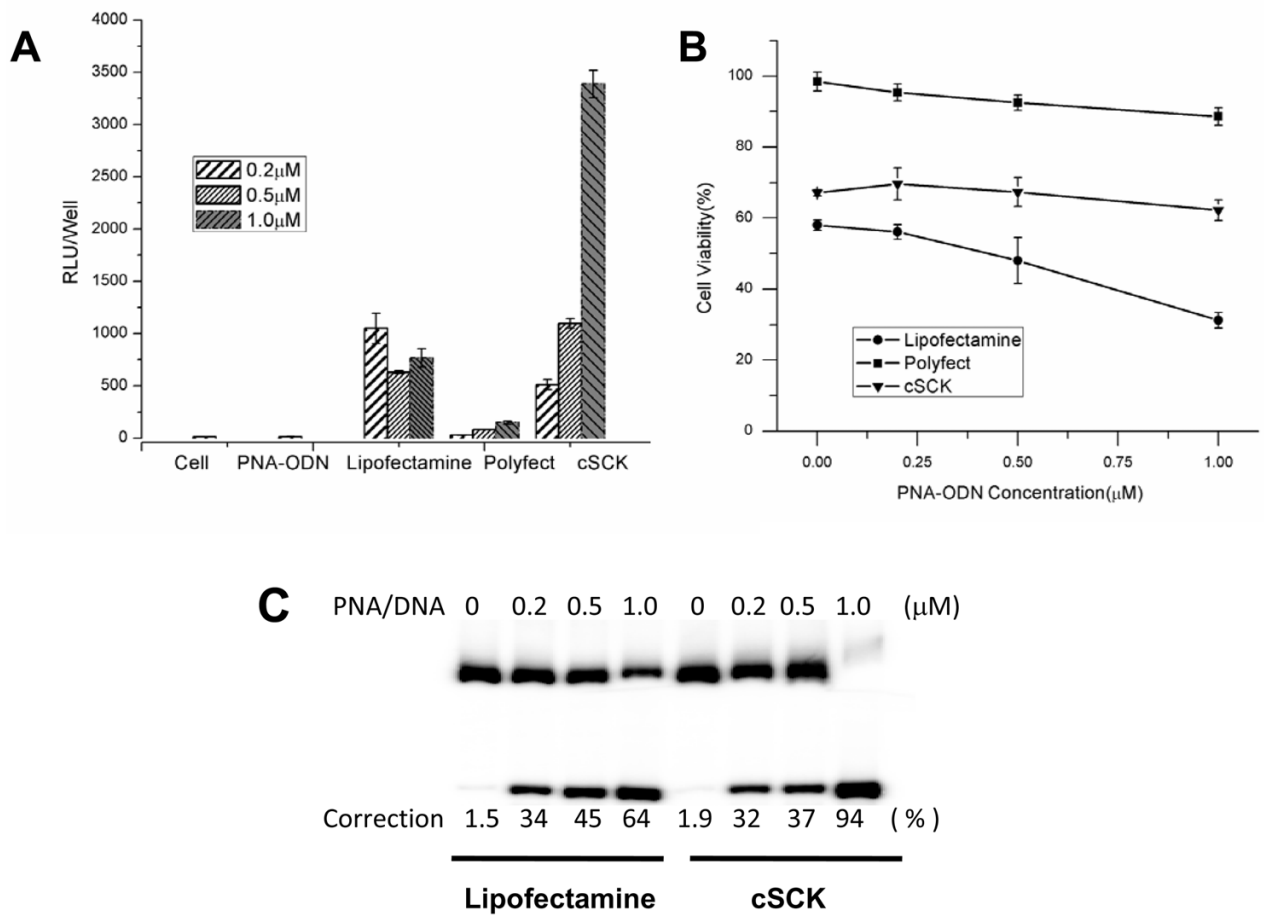 A
4000
3500
3000
2500
2000
1500
1000
500
0
RLU/Well
0.2μM
0.5μM
1.0μM
Cell PNA-ODN Lipofectamine Polyfect cSCK
B
100
80
60
40
20
0
Cell Viability(%)
Lipofectamine
Polyfect
cSCK
0.00 0.25 0.50 0.75 1.00
PNA-ODN Concentration(μM)
C
PNA/DNA 0 0.2 0.5 1.0 0 0.2 0.5 1.0 (μM)
Correction 1.5 34 45 64 1.9 32 37 94 ( % )
Lipofectamine cSCK